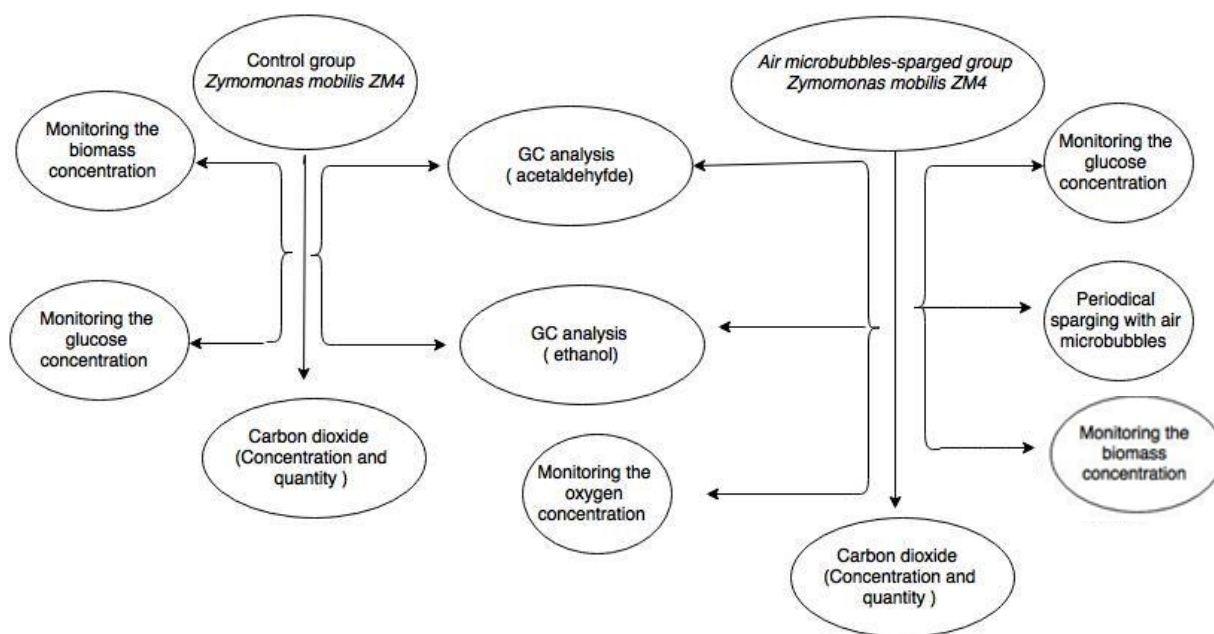 Control group
Zymomonas mobilis ZM4
Air microbubbles-sparged group
Zymomonas mobilis ZM4
Monitoring the
biomass
concentration
GC analysis
( acetaldehyfde)
Monitoring the
glucose
concentration
Monitoring the
glucose
concentration
GC analysis
( ethanol)
Periodical
sparging with air
microbubbles
Carbon dioxide
(Concentration and
quantity )
Monitoring the
oxygen
concentration
Monitoring the
biomass
concentration
Carbon dioxide
(Concentration and
quantity )